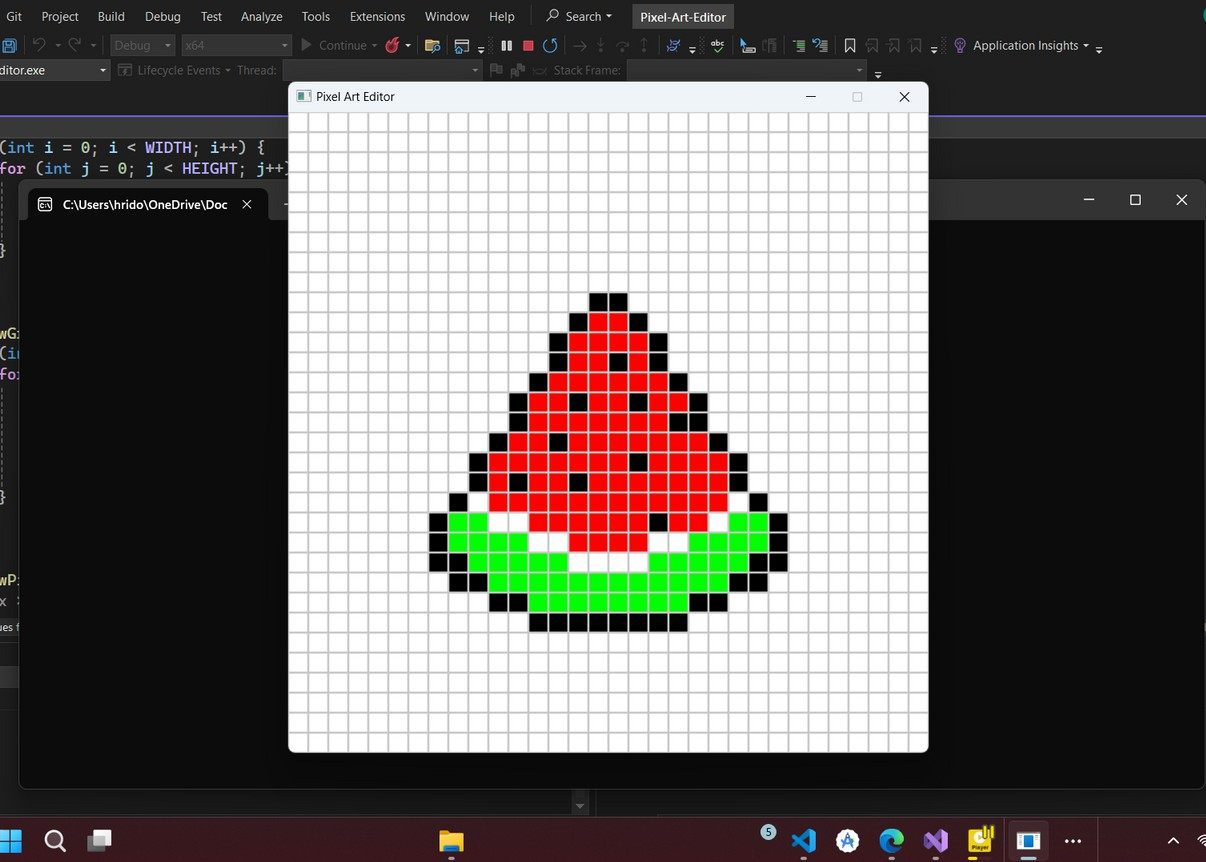 Git Project Build Debug Test Analyze Tools Extensions Window Help Search Pixel-Art-Editor
Debug x64 Continue abc Application Insights
ditor.exe Lifecycle Events Thread: Stack Frame:
Pixel Art Editor
(int i = 0; i < WIDTH; i++) {
for (int j = 0; j < HEIGHT; j++)
C:\Users\hrido\OneDrive\Doc
}
}
x
5
Player